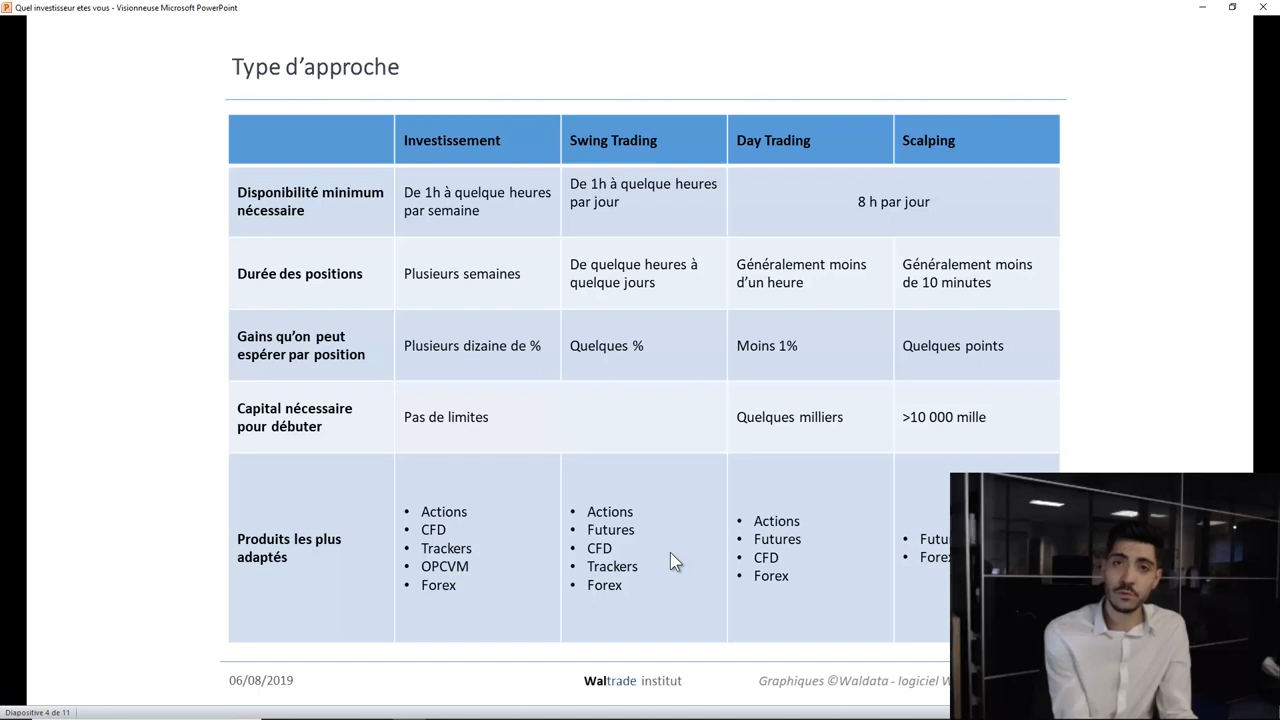 Quel investisseur etes vous - Visionneuse Microsoft PowerPoint
Type d’approche
Investissement
Swing Trading
Day Trading
Scalping
Disponibilité minimum
nécessaire
De 1h à quelque heures
par semaine
De 1h à quelque heures
par jour
8 h par jour
Durée des positions
Plusieurs semaines
De quelque heures à
quelque jours
Généralement moins
d’un heure
Généralement moins
de 10 minutes
Gains qu’on peut
espérer par position
Plusieurs dizaine de %
Quelques %
Moins 1%
Quelques points
Capital nécessaire
pour débuter
Pas de limites
Quelques milliers
>10 000 mille
Produits les plus
adaptés
• Actions
• CFD
• Trackers
• OPCVM
• Forex
• Actions
• Futures
• CFD
• Trackers
• Forex
• Actions
• Futures
• CFD
• Forex
06/08/2019
Waltrade institut
Graphiques ©Waldata - logiciel
Diapositive 4 de 11